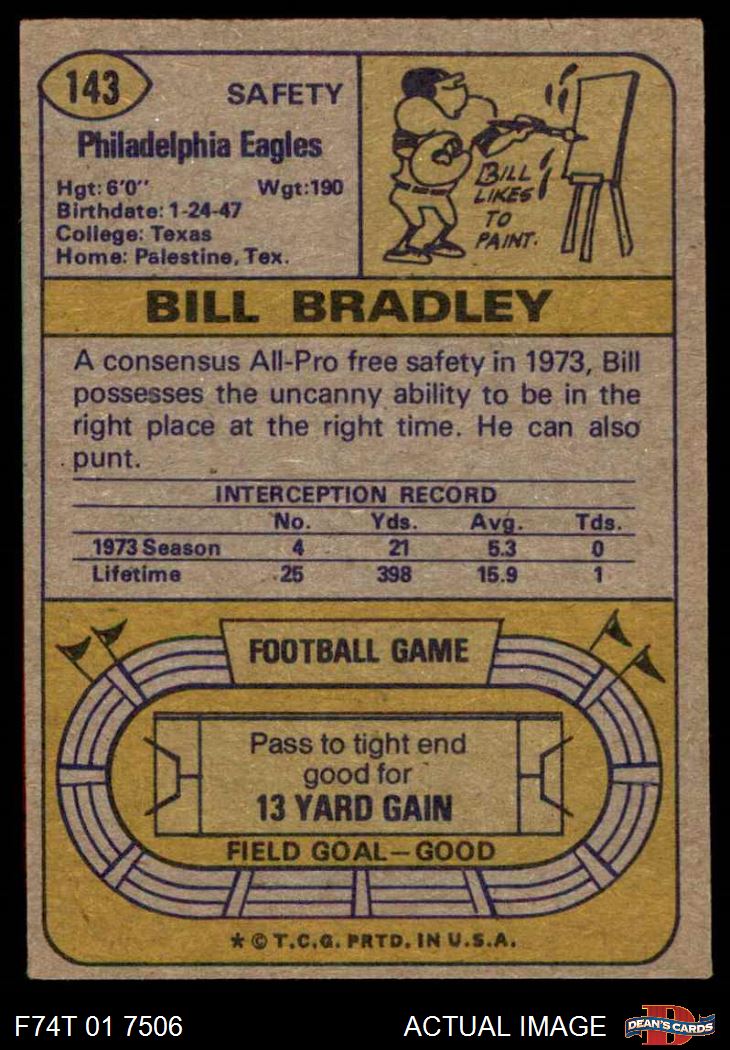 143
SAFETY
Philadelphia Eagles
Hgt: 6'0" Wgt:190
Birthdate: 1-24-47
College: Texas
Home: Palestine, Tex.
BILL
LIKES
TO
PAINT.
BILL BRADLEY
A consensus All-Pro free safety in 1973, Bill
possesses the uncanny ability to be in the
right place at the right time. He can also
punt.
INTERCEPTION RECORD
No. Yds. Avg. Tds.
1973 Season 4 21 5.3 0
Lifetime 25 398 15.9 1
FOOTBALL GAME
Pass to tight end
good for
13 YARD GAIN
FIELD GOAL—GOOD
* © T.C.G. PRTD. IN U.S.A.
F74T 01 7506 ACTUAL IMAGE
D
DEAN'S CARDS